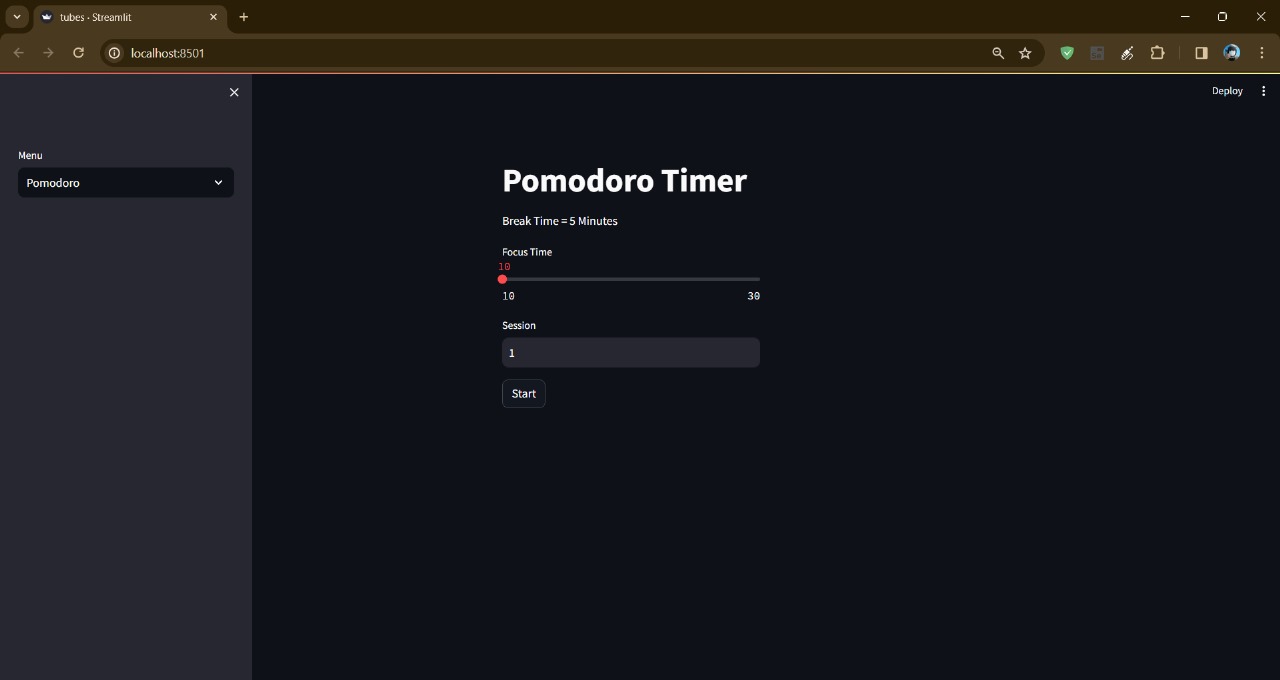 tubes · Streamlit
localhost:8501
Deploy
Menu
Pomodoro
Pomodoro Timer
Break Time = 5 Minutes
Focus Time
10
10 30
Session
1
Start